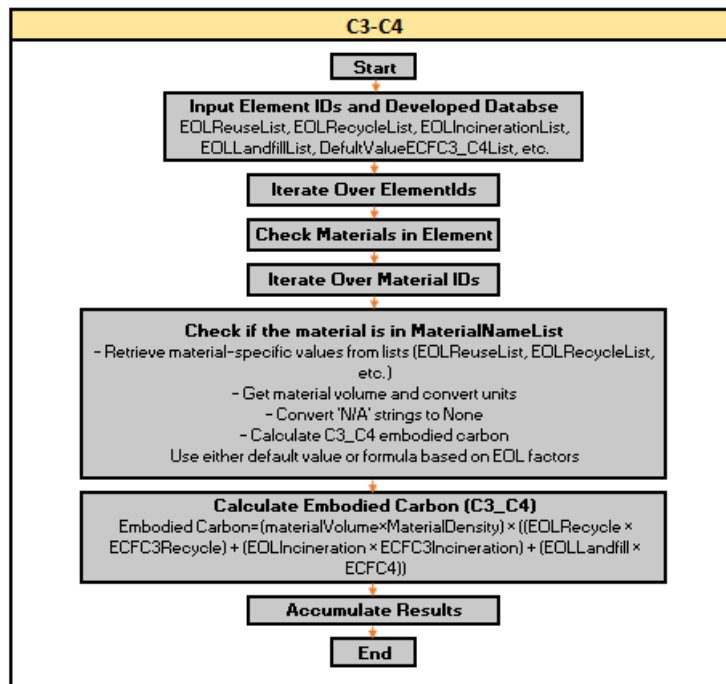 C3-C4
Start
Input Element IDs and Developed Databse
EOLReuseList, EOLRecycleList, EOLIncinerationList,
EOLLandfillList, DefultValueECFC3_C4List, etc.
Iterate Over ElementIds
Check Materials in Element
Iterate Over Material IDs
Check if the material is in MaterialNameList
- Retrieve material-specific values from lists (EOLReuseList, EOLRecycleList,
etc.)
- Get material volume and convert units
- Convert 'N/A' strings to None
- Calculate C3_C4 embodied carbon
Use either default value or formula based on EOL factors
Calculate Embodied Carbon (C3_C4)
Embodied Carbon=(materialVolume×MaterialDensity) × ((EOLRecycle ×
ECFC3Recycle) + (EOLIncineration × ECFC3Incineration) + (EOLLandfill ×
ECFC4))
Accumulate Results
End